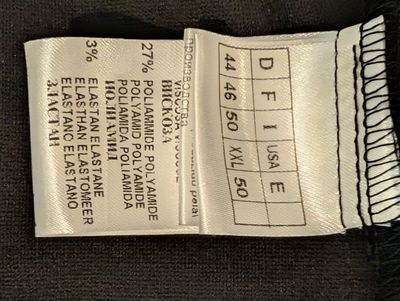 D F I USA E
44 46 50 XXL 50
производства
ВИСКОЗА
27% POLIAMMIDE POLYAMIDE
POLYAMID POLYAMIDE
POLIAMIDA POLIAMIDA
ПОЛИАМИД
3% ELASTAN ELASTANE
ELASTHAN ELASTOMEER
ELASTANO ELASTANO
ЭЛАСТАН